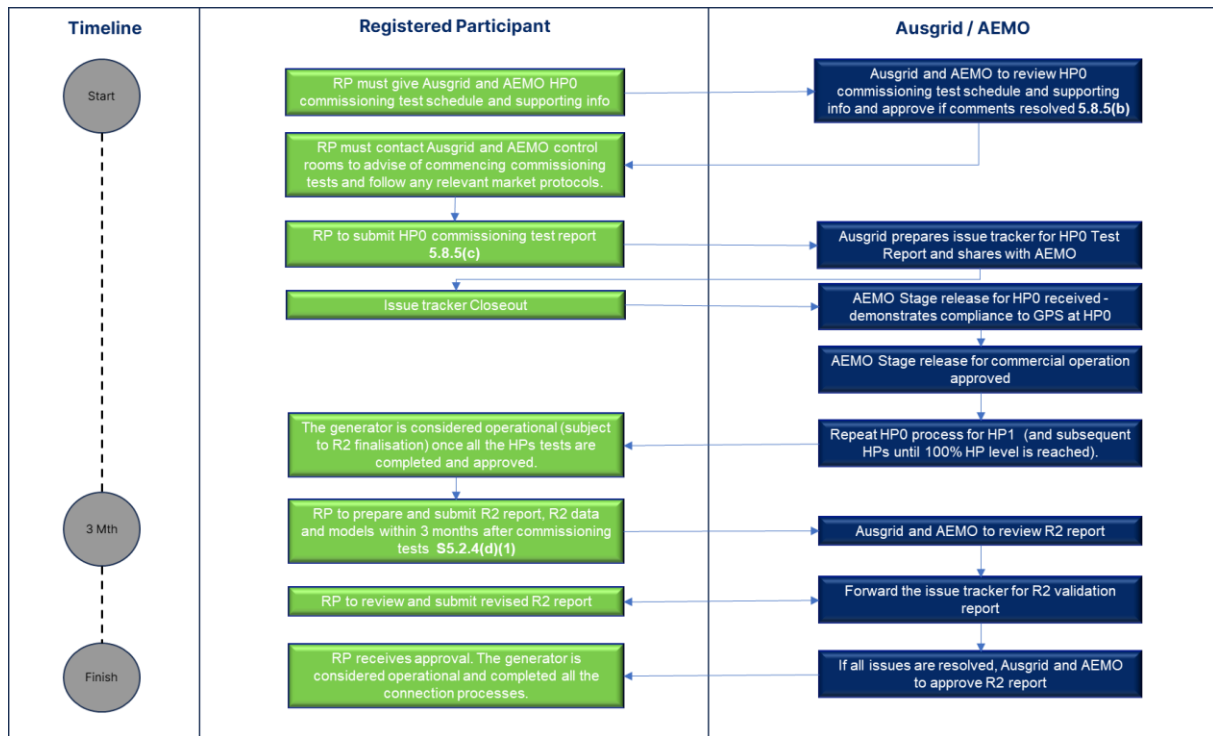 Timeline
Registered Participant
Ausgrid / AEMO
Start
RP must give Ausgrid and AEMO HP0
commissioning test schedule and supporting info
Ausgrid and AEMO to review HP0
commissioning test schedule and supporting
info and approve if comments resolved 5.8.5(b)
RP must contact Ausgrid and AEMO control
rooms to advise of commencing commissioning
tests and follow any relevant market protocols.
RP to submit HP0 commissioning test report
5.8.5(c)
Ausgrid prepares issue tracker for HP0 Test
Report and shares with AEMO
Issue tracker Closeout
AEMO Stage release for HP0 received -
demonstrates compliance to GPS at HP0
AEMO Stage release for commercial operation
approved
The generator is considered operational (subject
to R2 finalisation) once all the HPs tests are
completed and approved.
Repeat HP0 process for HP1 (and subsequent
HPs until 100% HP level is reached).
3 Mth
RP to prepare and submit R2 report, R2 data
and models within 3 months after commissioning
tests S5.2.4(d)(1)
Ausgrid and AEMO to review R2 report
RP to review and submit revised R2 report
Forward the issue tracker for R2 validation
report
Finish
RP receives approval. The generator is
considered operational and completed all the
connection processes.
If all issues are resolved, Ausgrid and AEMO
to approve R2 report